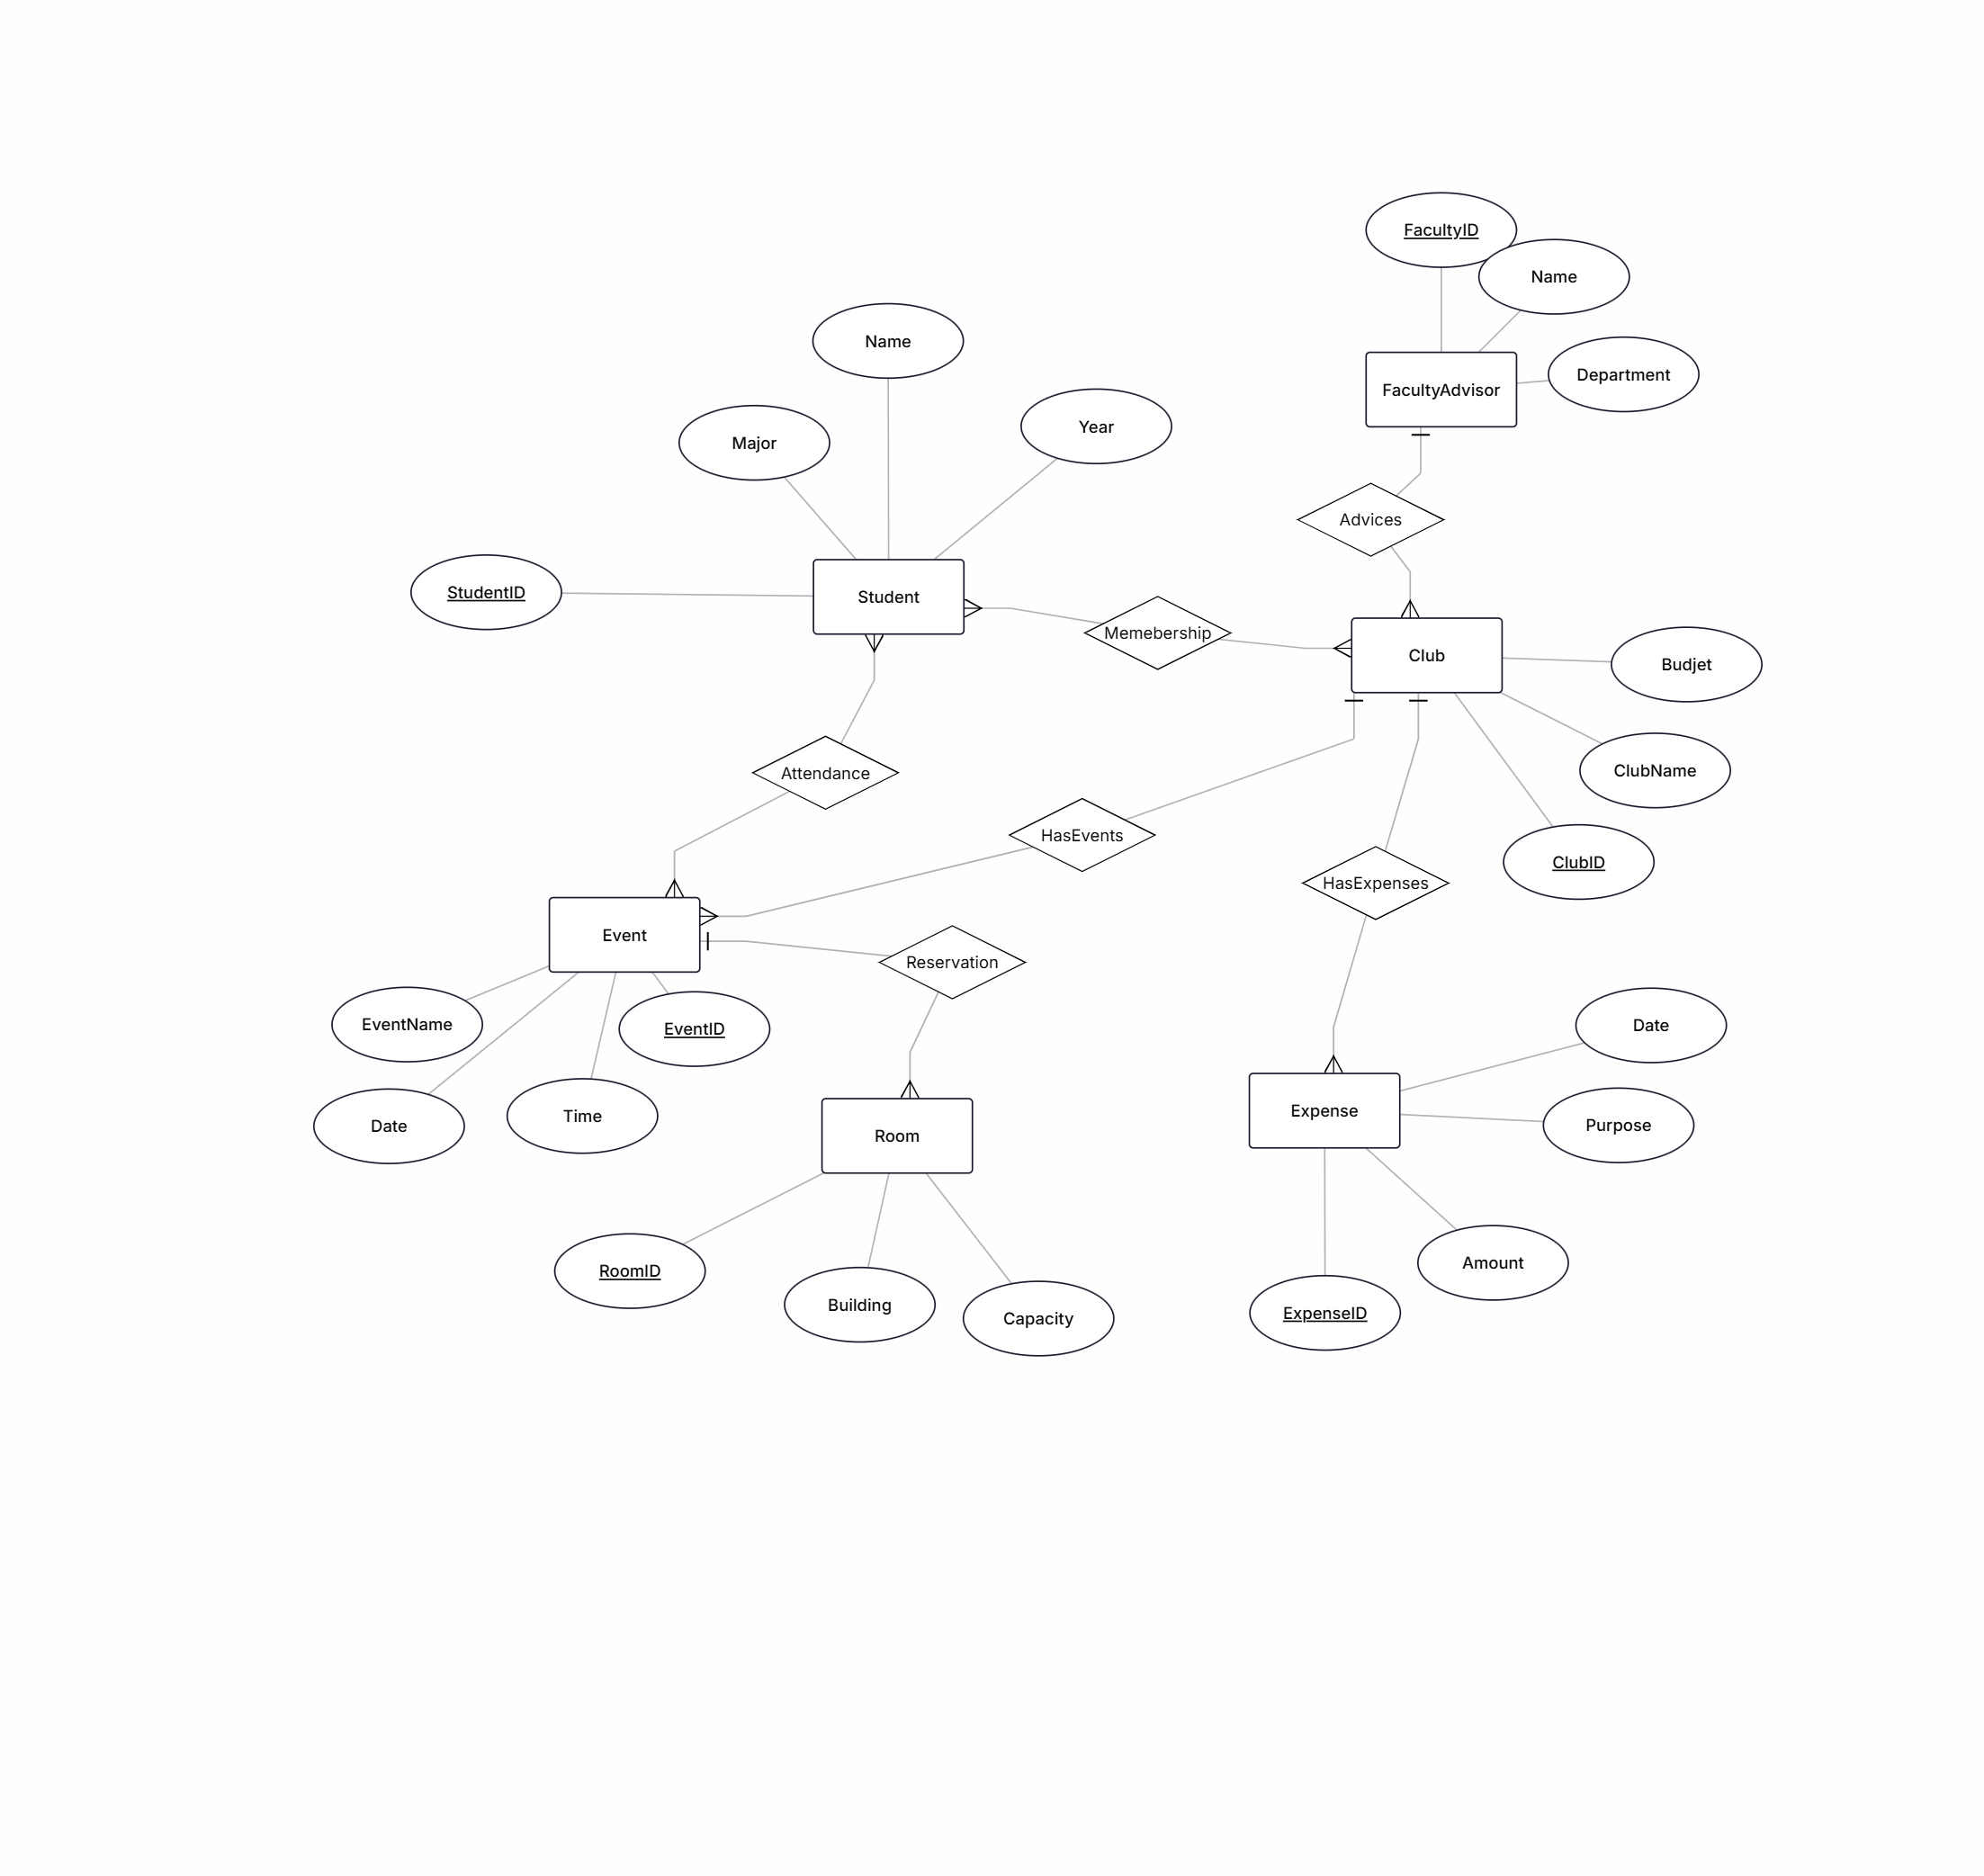 FacultyID
Name
Name
Department
FacultyAdvisor
Major
Year
Advices
StudentID
Student
Memebership
Club
Budjet
Attendance
ClubName
HasEvents
ClubID
HasExpenses
Event
Reservation
EventName
EventID
Date
Date
Time
Room
Expense
Purpose
RoomID
Building
Capacity
Amount
ExpenseID